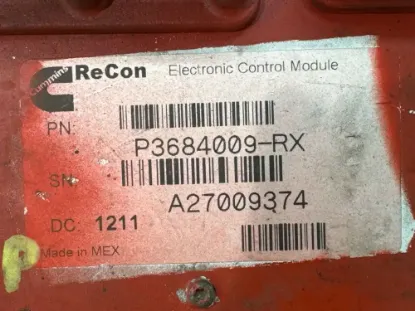 Cummins ReCon Electronic Control Module
PN:
P3684009-RX
SN:
A27009374
DC: 1211
Made in MEX
P